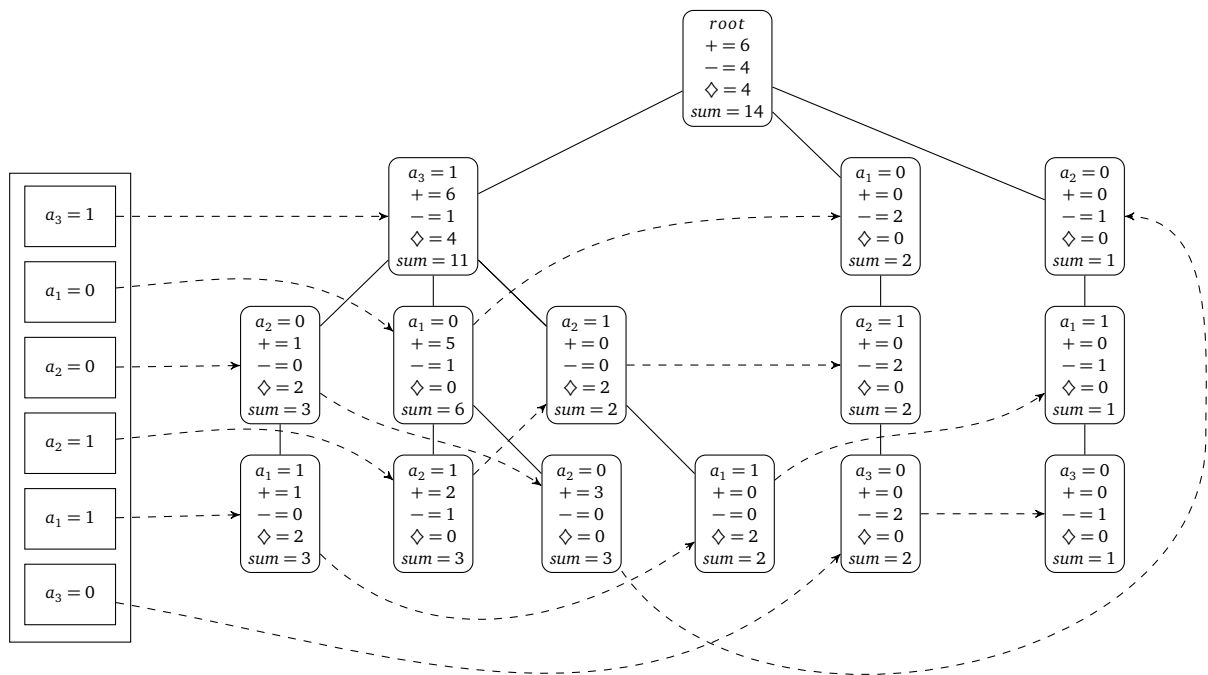 root
+ = 6
− = 4
◇ = 4
sum = 14
a₃ = 1
+ = 6
− = 1
◇ = 4
sum = 11
a₁ = 0
+ = 0
− = 2
◇ = 0
sum = 2
a₂ = 0
+ = 0
− = 1
◇ = 0
sum = 1
a₃ = 1
a₁ = 0
a₂ = 0
a₂ = 1
a₁ = 1
a₃ = 0
a₂ = 0
+ = 1
− = 0
◇ = 2
sum = 3
a₁ = 0
+ = 5
− = 1
◇ = 0
sum = 6
a₂ = 1
+ = 0
− = 0
◇ = 2
sum = 2
a₂ = 1
+ = 0
− = 2
◇ = 0
sum = 2
a₁ = 1
+ = 0
− = 1
◇ = 0
sum = 1
a₁ = 1
+ = 1
− = 0
◇ = 2
sum = 3
a₂ = 1
+ = 2
− = 1
◇ = 0
sum = 3
a₂ = 0
+ = 3
− = 0
◇ = 0
sum = 3
a₁ = 1
+ = 0
− = 0
◇ = 2
sum = 2
a₃ = 0
+ = 0
− = 2
◇ = 0
sum = 2
a₃ = 0
+ = 0
− = 1
◇ = 0
sum = 1